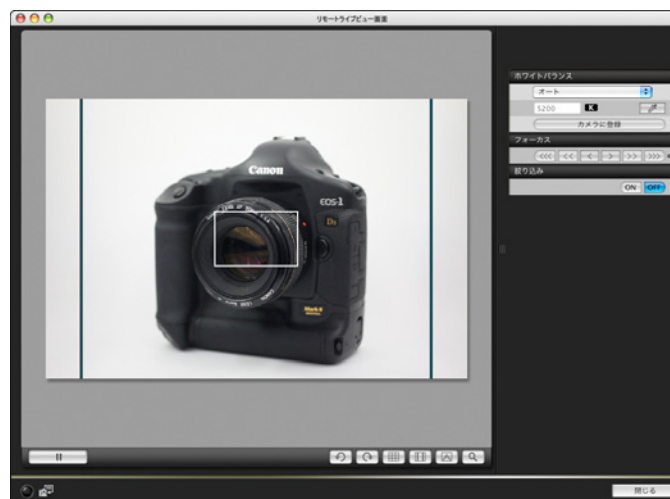 リモートライブビュー画面
ホワイトバランス
オート
5200
K
カメラに登録
フォーカス
<<< << < > >> >>>
絞り込み
ON OFF
Canon
EOS-1
Ds
Mark II
閉じる